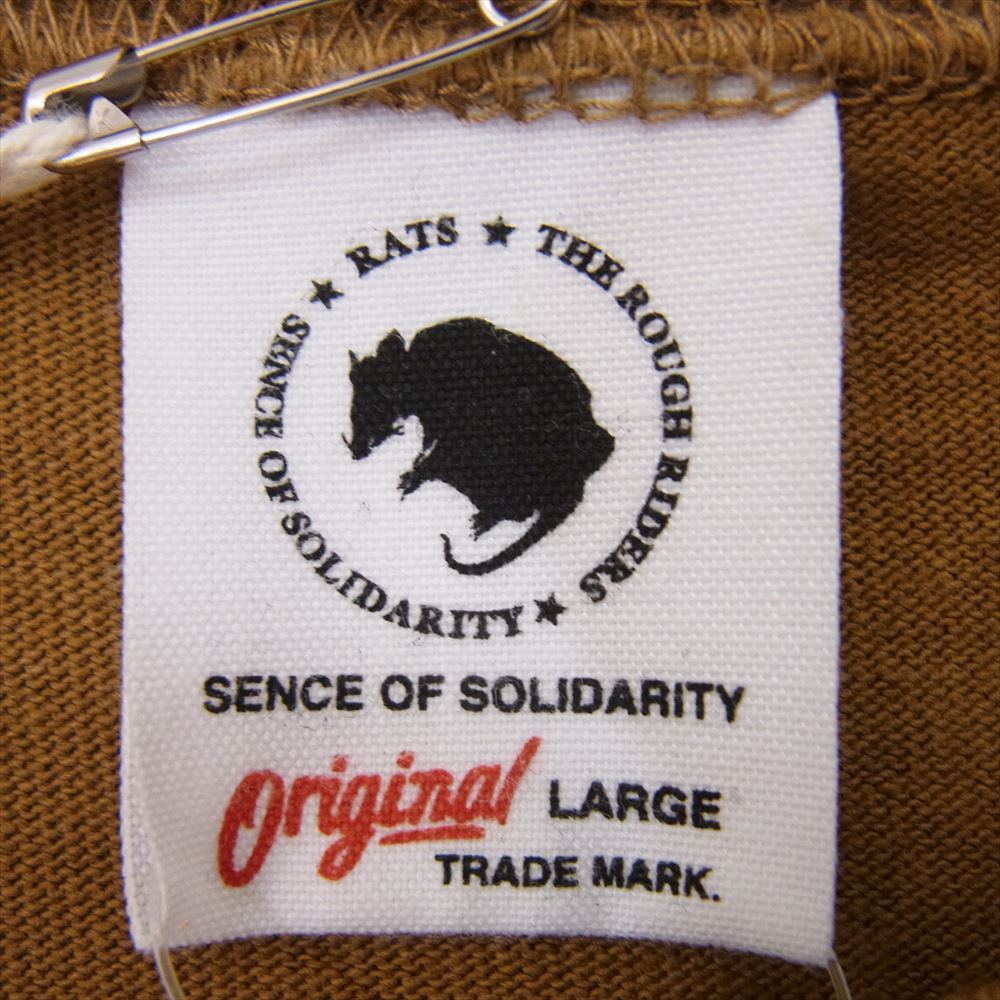 ★ RATS ★ THE ROUGH RIDERS ★ SENCE OF SOLIDARITY
SENCE OF SOLIDARITY
Original LARGE
TRADE MARK.